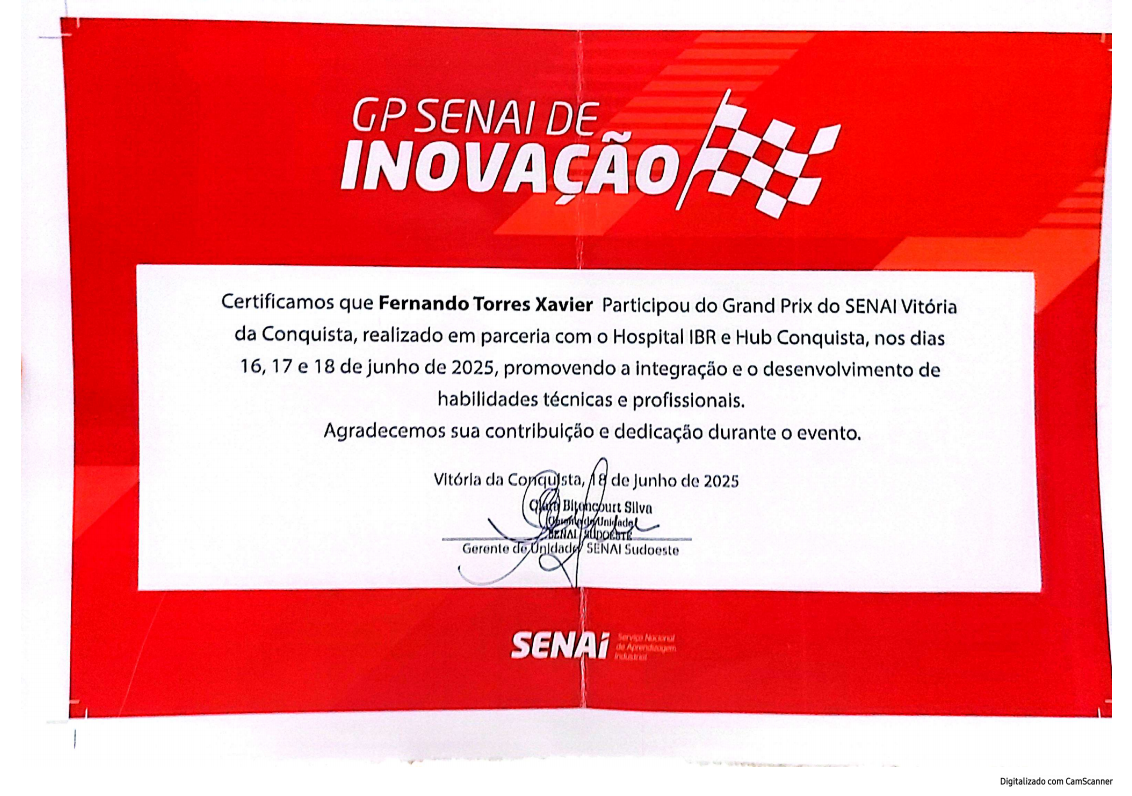 GP SENAI DE
INOVAÇÃO
Certificamos que Fernando Torres Xavier Participou do Grand Prix do SENAI Vitória
da Conquista, realizado em parceria com o Hospital IBR e Hub Conquista, nos dias
16, 17 e 18 de junho de 2025, promovendo a integração e o desenvolvimento de
habilidades técnicas e profissionais.
Agradecemos sua contribuição e dedicação durante o evento.
Vitória da Conquista, 18 de junho de 2025
Bitencourt Silva
Gerente de Unidade
SENAI SUDOESTE
Gerente de Unidade SENAI Sudoeste
SENAI
Serviço Nacional
de Aprendizagem
Industrial
Digitalizado com CamScanner